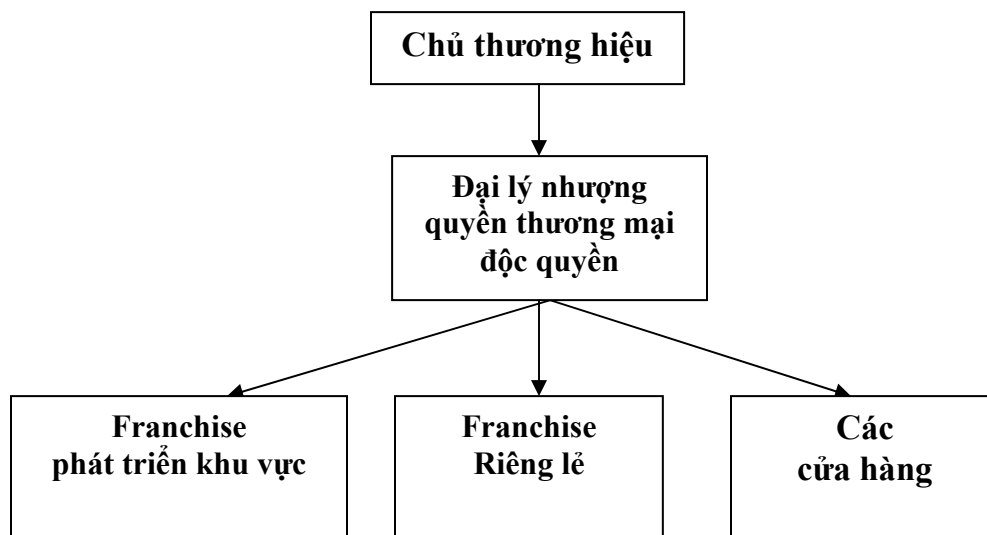 Chủ thương hiệu
Đại lý nhượng
quyền thương mại
độc quyền
Franchise
phát triển khu vực
Franchise
Riêng lẻ
Các
cửa hàng